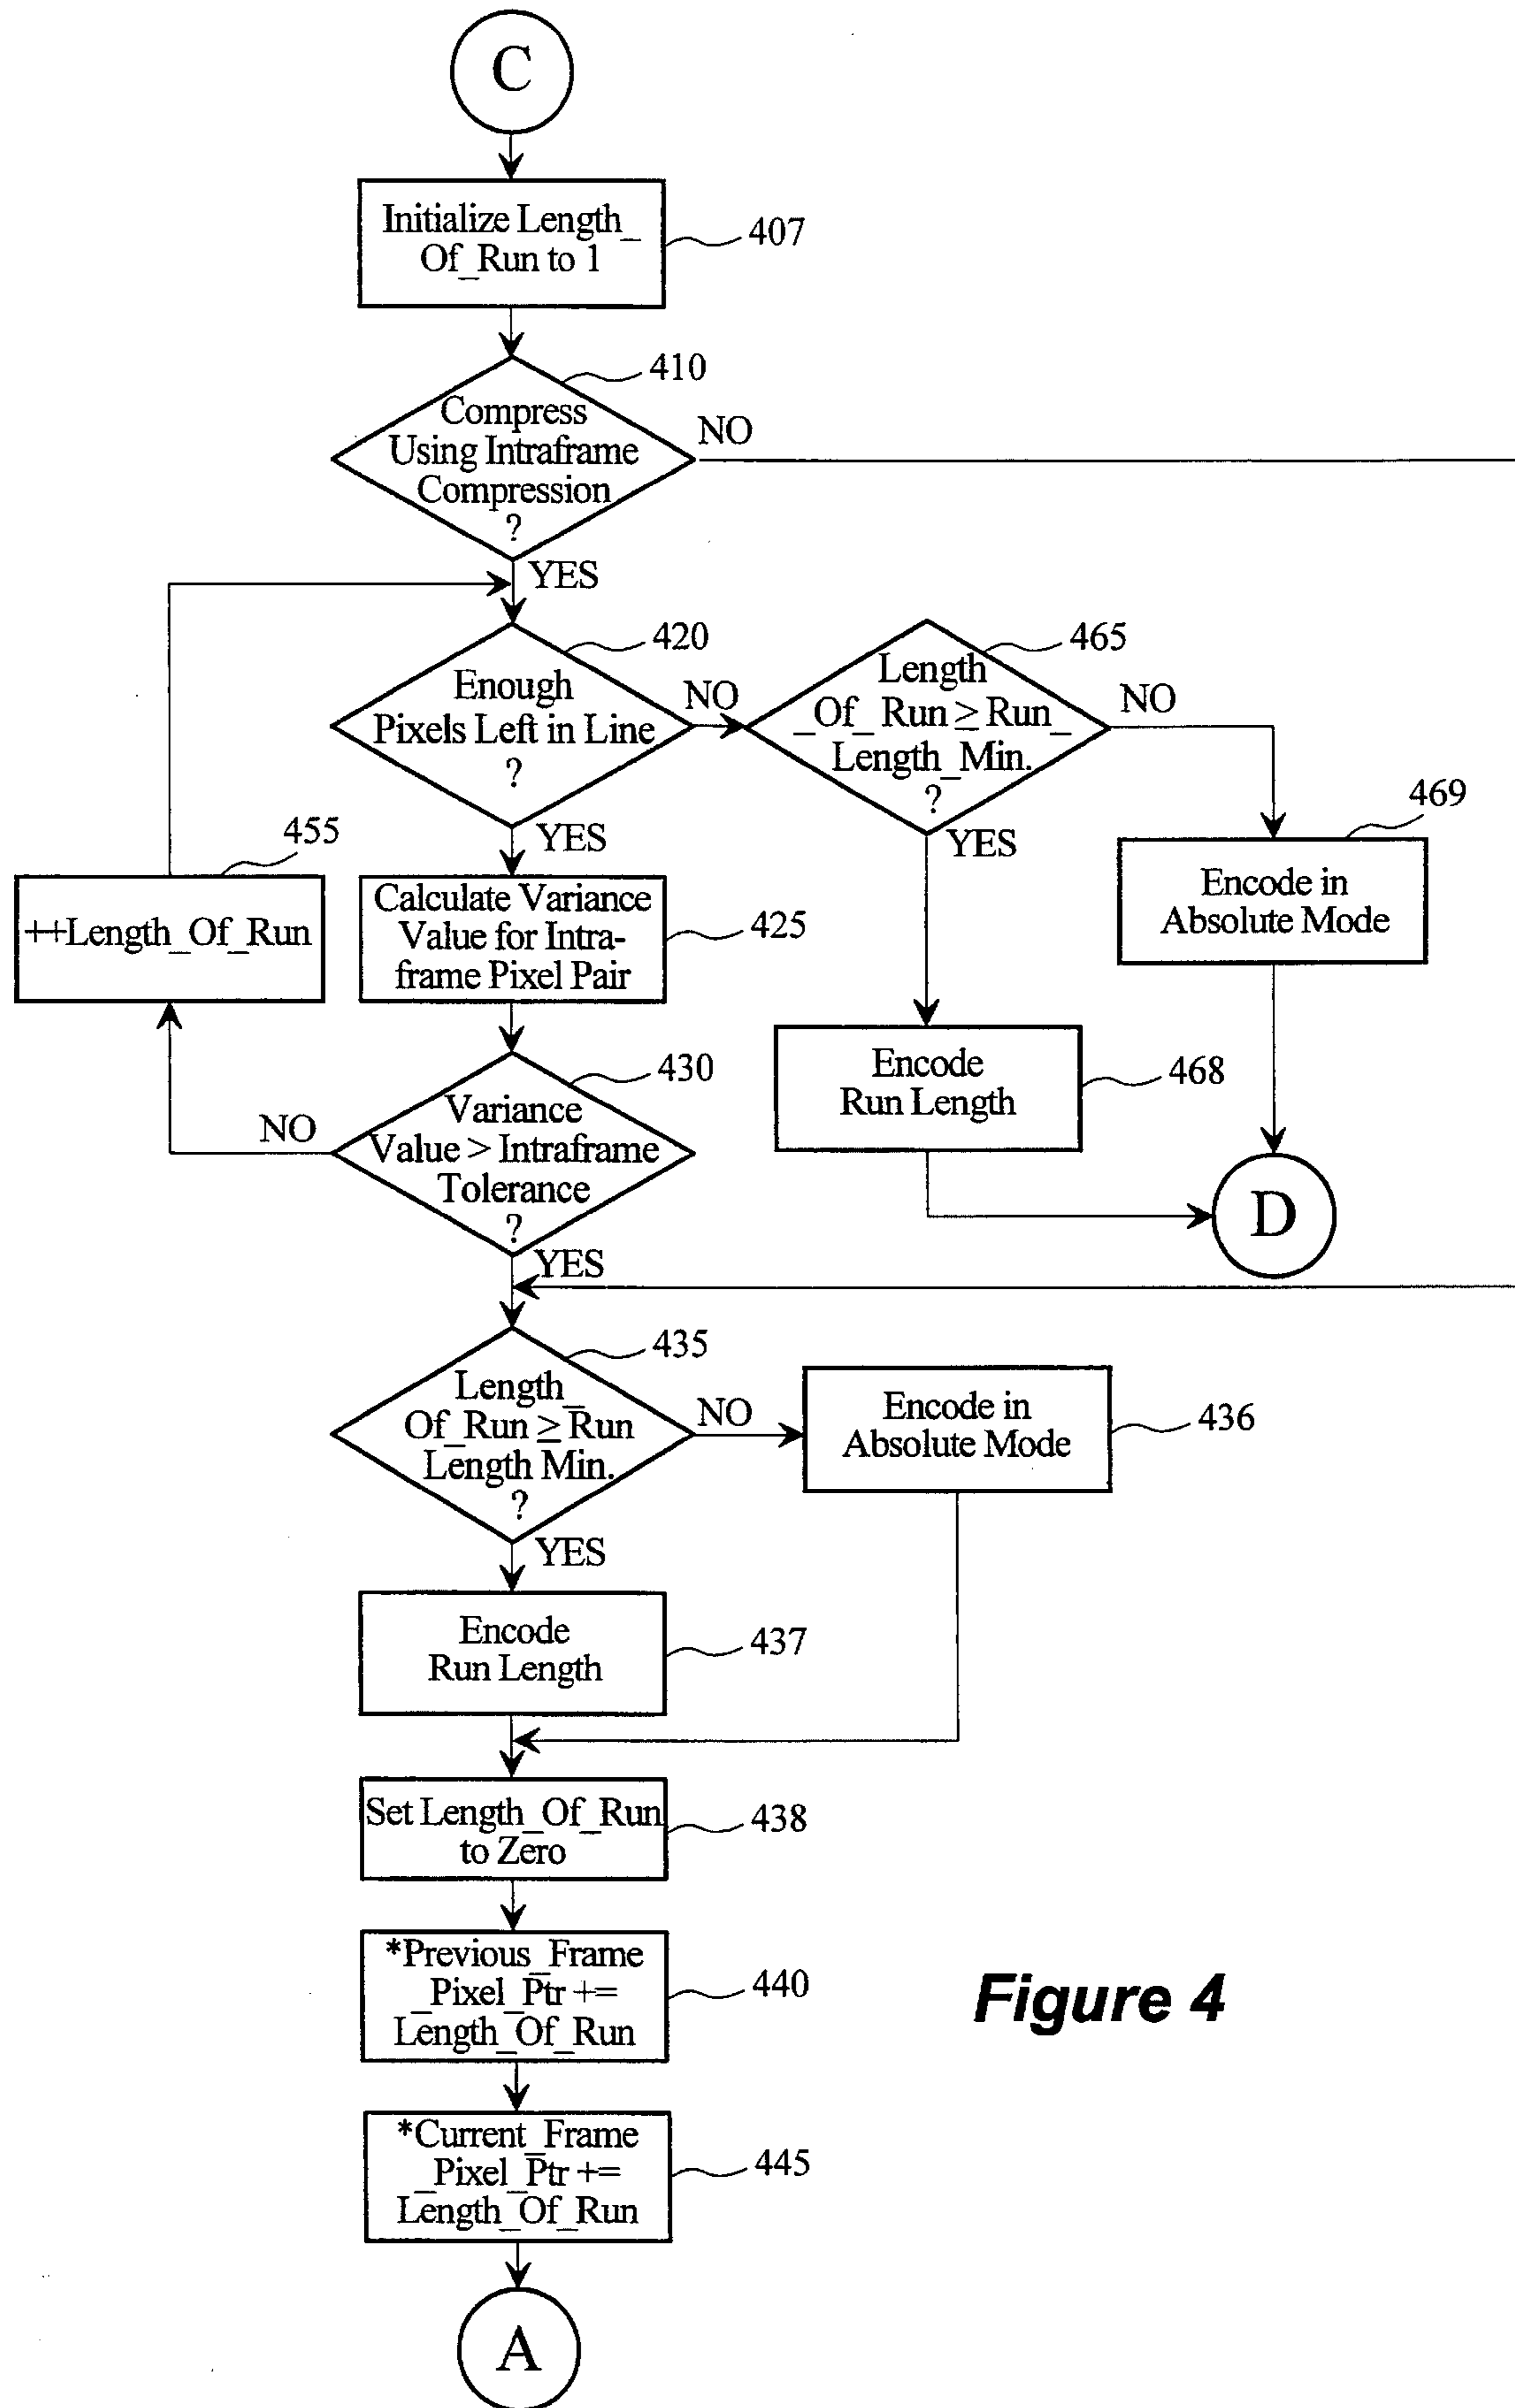 C
Initialize Length_
Of_Run to 1
407
410
Compress
Using Intraframe
Compression
?
NO
YES
420
Enough
Pixels Left in Line
?
NO
YES
465
Length
_Of_Run ≥ Run_
Length_Min.
?
NO
YES
469
Encode in
Absolute Mode
455
++Length_Of_Run
Calculate Variance
Value for Intra-
frame Pixel Pair
425
Encode
Run Length
468
430
Variance
Value > Intraframe
Tolerance
?
NO
YES
D
435
Length_
Of_Run ≥ Run
Length Min.
?
NO
YES
Encode in
Absolute Mode
436
Encode
Run Length
437
Set Length_Of_Run
to Zero
438
*Previous_Frame
_Pixel_Ptr +=
Length_Of_Run
440
Figure 4
*Current_Frame
_Pixel_Ptr +=
Length_Of_Run
445
A